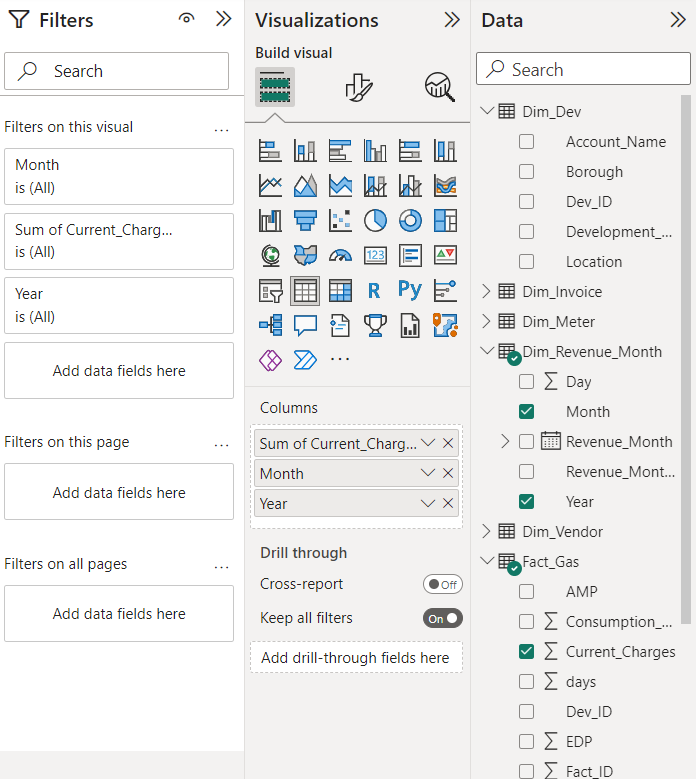 Filters
Search
Filters on this visual
...
Month
is (All)
Sum of Current_Charg...
is (All)
Year
is (All)
Add data fields here
Filters on this page
...
Add data fields here
Filters on all pages
...
Add data fields here
Visualizations
Build visual
123
R
Py
...
Columns
Sum of Current_Charg...
Month
Year
Drill through
Cross-report
Off
Keep all filters
On
Add drill-through fields here
Data
Search
Dim_Dev
Account_Name
Borough
Dev_ID
Development_...
Location
Dim_Invoice
Dim_Meter
Dim_Revenue_Month
∑ Day
Month
Revenue_Month
Revenue_Mont...
Year
Dim_Vendor
Fact_Gas
AMP
∑ Consumption_...
∑ Current_Charges
∑ days
Dev_ID
∑ EDP
∑ Fact_ID